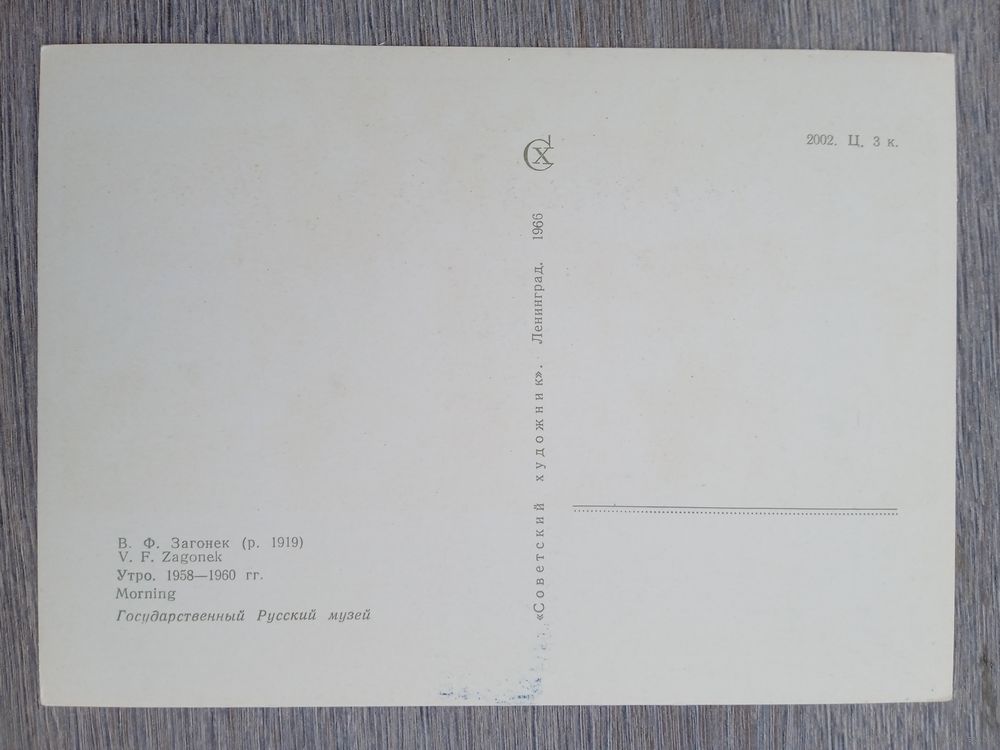 В. Ф. Загонек (р. 1919)
V. F. Zagonek
Утро. 1958—1960 гг.
Morning
Государственный Русский музей
«Советский художник». Ленинград. 1966
СХ
2002. Ц. 3 к.